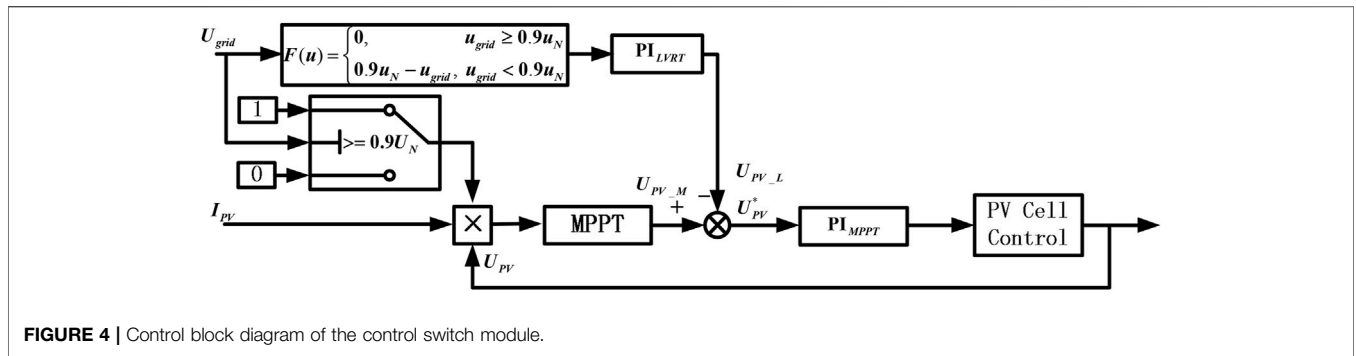 U_grid
F(u) = { 0, u_grid ≥ 0.9u_N
0.9u_N − u_grid, u_grid < 0.9u_N
PI_LVRT
1
>= 0.9U_N
0
I_PV
×
U_PV
MPPT
U_PV_M
+
−
U_PV_L
U*_PV
PI_MPPT
PV Cell
Control
FIGURE 4 | Control block diagram of the control switch module.